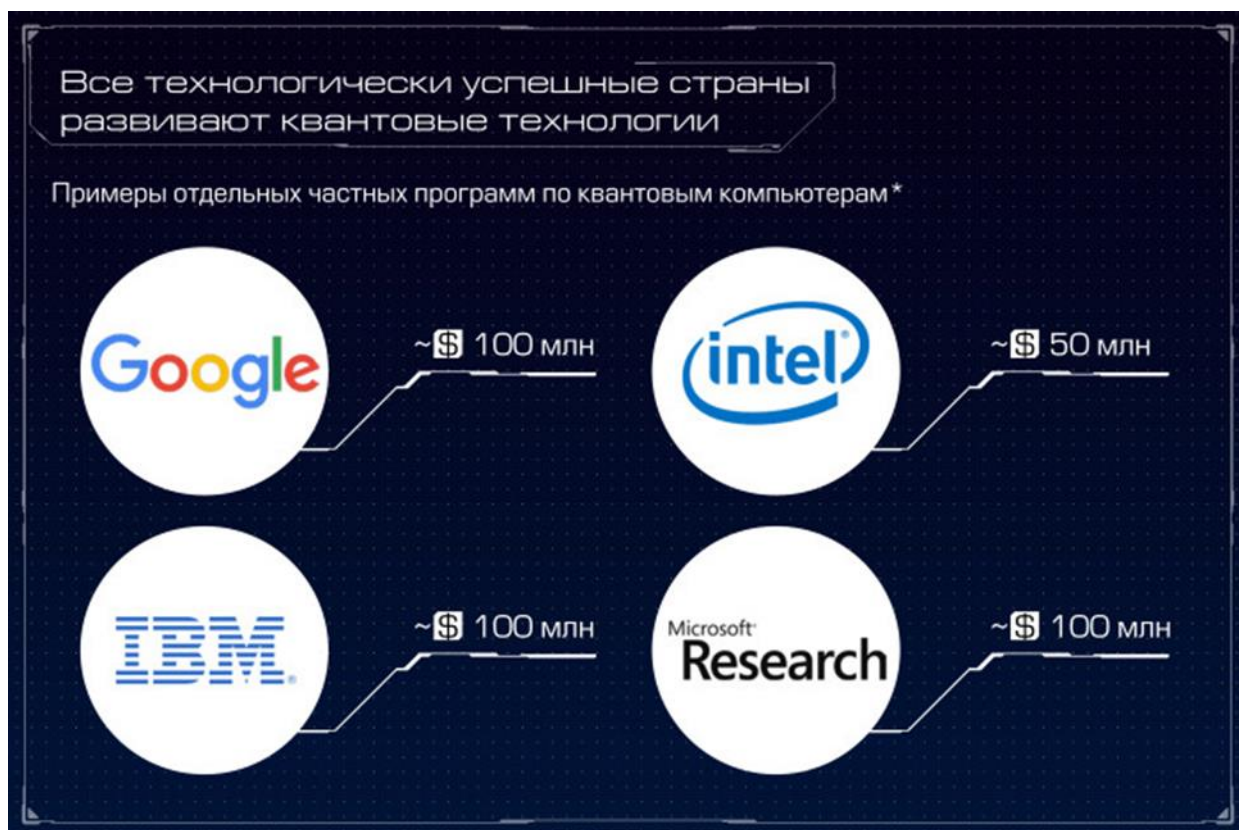 Все технологически успешные страны
развивают квантовые технологии
Примеры отдельных частных программ по квантовым компьютерам*
Google
~$ 100 млн
intel®
~$ 50 млн
IBM®
~$ 100 млн
Microsoft®
Research
~$ 100 млн